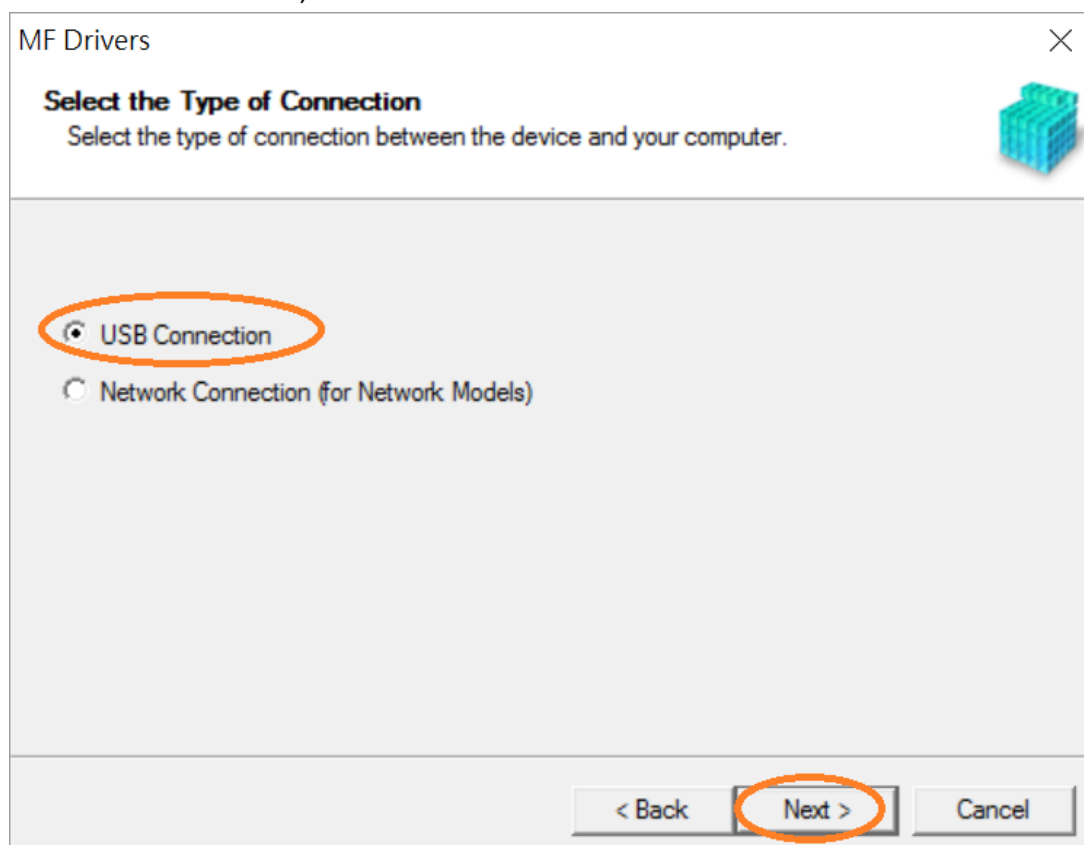 MF Drivers
Select the Type of Connection
Select the type of connection between the device and your computer.
USB Connection
Network Connection (for Network Models)
< Back Next > Cancel